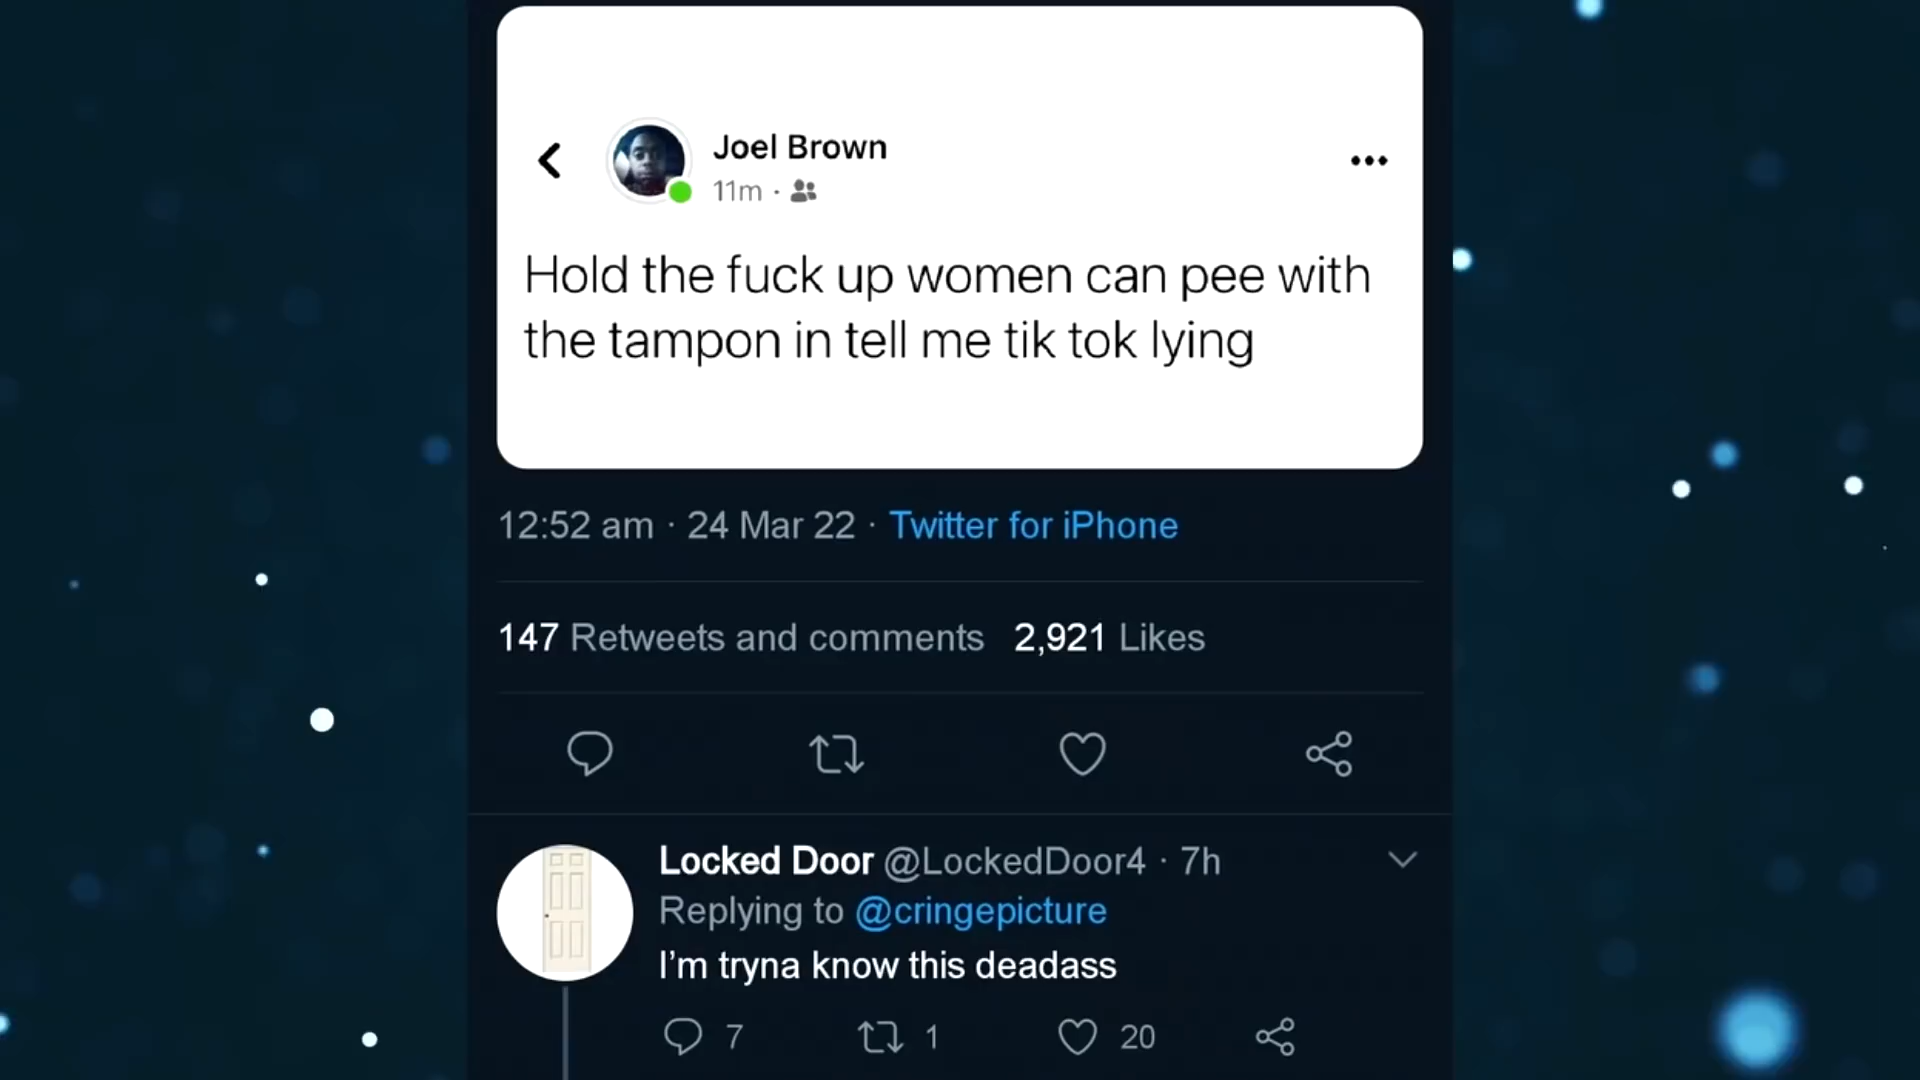 Joel Brown
11m ·
Hold the fuck up women can pee with
the tampon in tell me tik tok lying
12:52 am · 24 Mar 22 · Twitter for iPhone
147 Retweets and comments 2,921 Likes
Locked Door @LockedDoor4 · 7h
Replying to @cringepicture
I'm tryna know this deadass
7 1 20